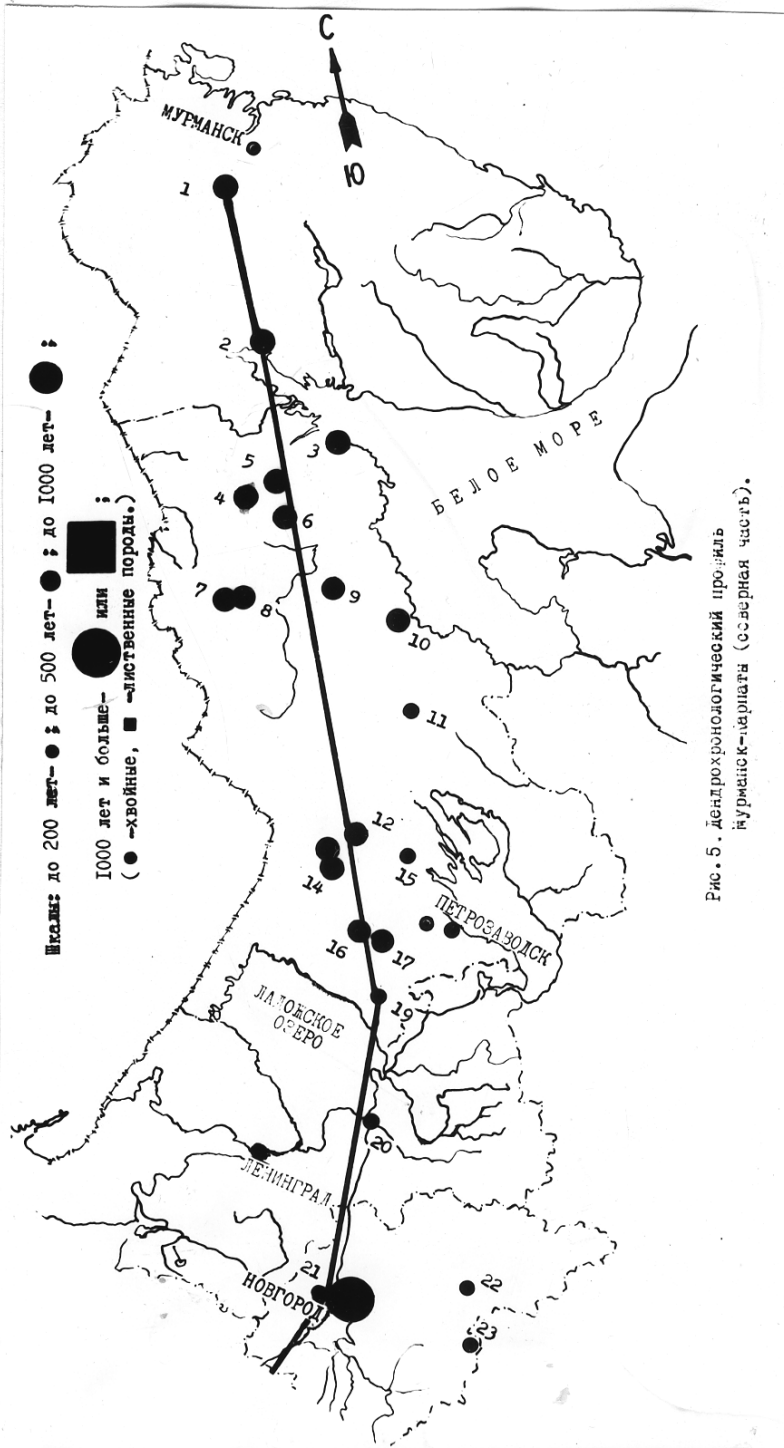 С
Ю
МУРМАНСК
1
2
3
4
5
6
7
8
9
10
11
12
14
15
16
17
19
20
21
22
23
БЕЛОЕ МОРЕ
ПЕТРОЗАВОДСК
ЛАДОЖСКОЕ
ОЗЕРО
ЛЕНИНГРАД
НОВГОРОД
Шкалы: до 200 лет- ; до 500 лет- ; до 1000 лет- ;
1000 лет и больше- или ;
( -хвойные, -лиственные породы.)
Рис. 5. Дендрохронологический профиль
Мурманск-Карпаты (северная часть).